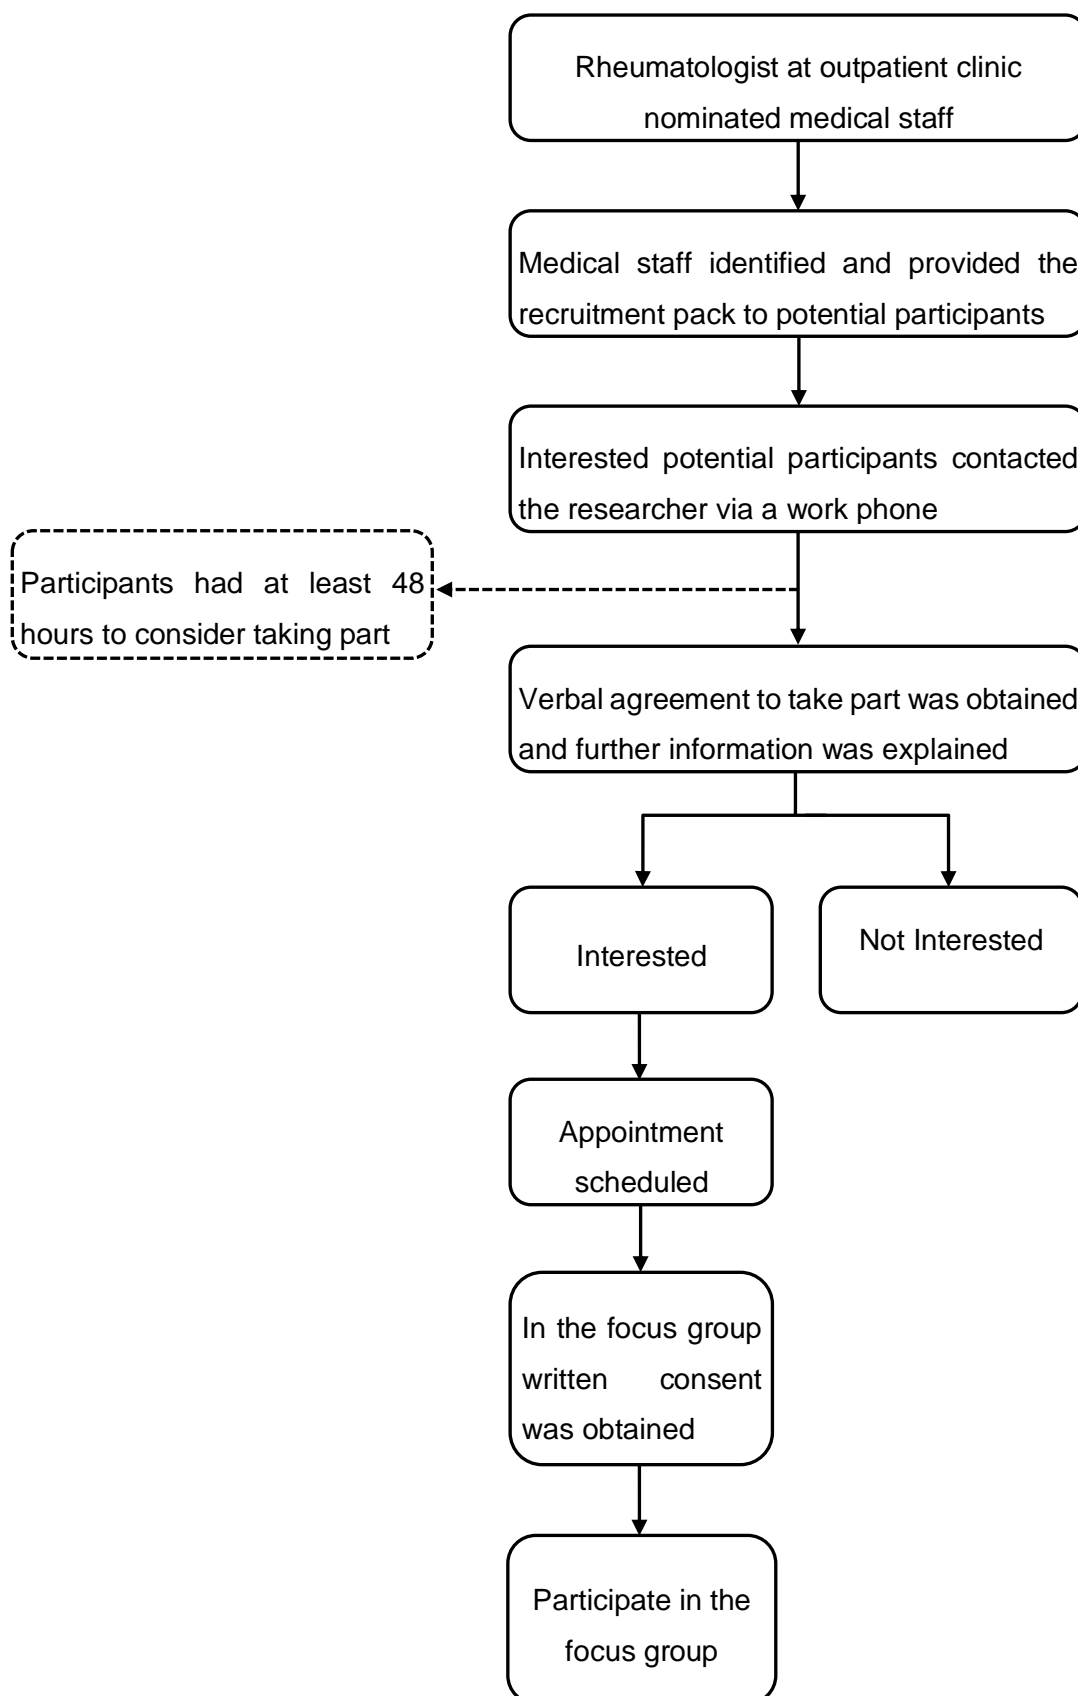 Rheumatologist at outpatient clinic
nominated medical staff
Medical staff identified and provided the
recruitment pack to potential participants
Interested potential participants contacted
the researcher via a work phone
Participants had at least 48
hours to consider taking part
Verbal agreement to take part was obtained
and further information was explained
Interested
Not Interested
Appointment
scheduled
In the focus group
written consent
was obtained
Participate in the
focus group